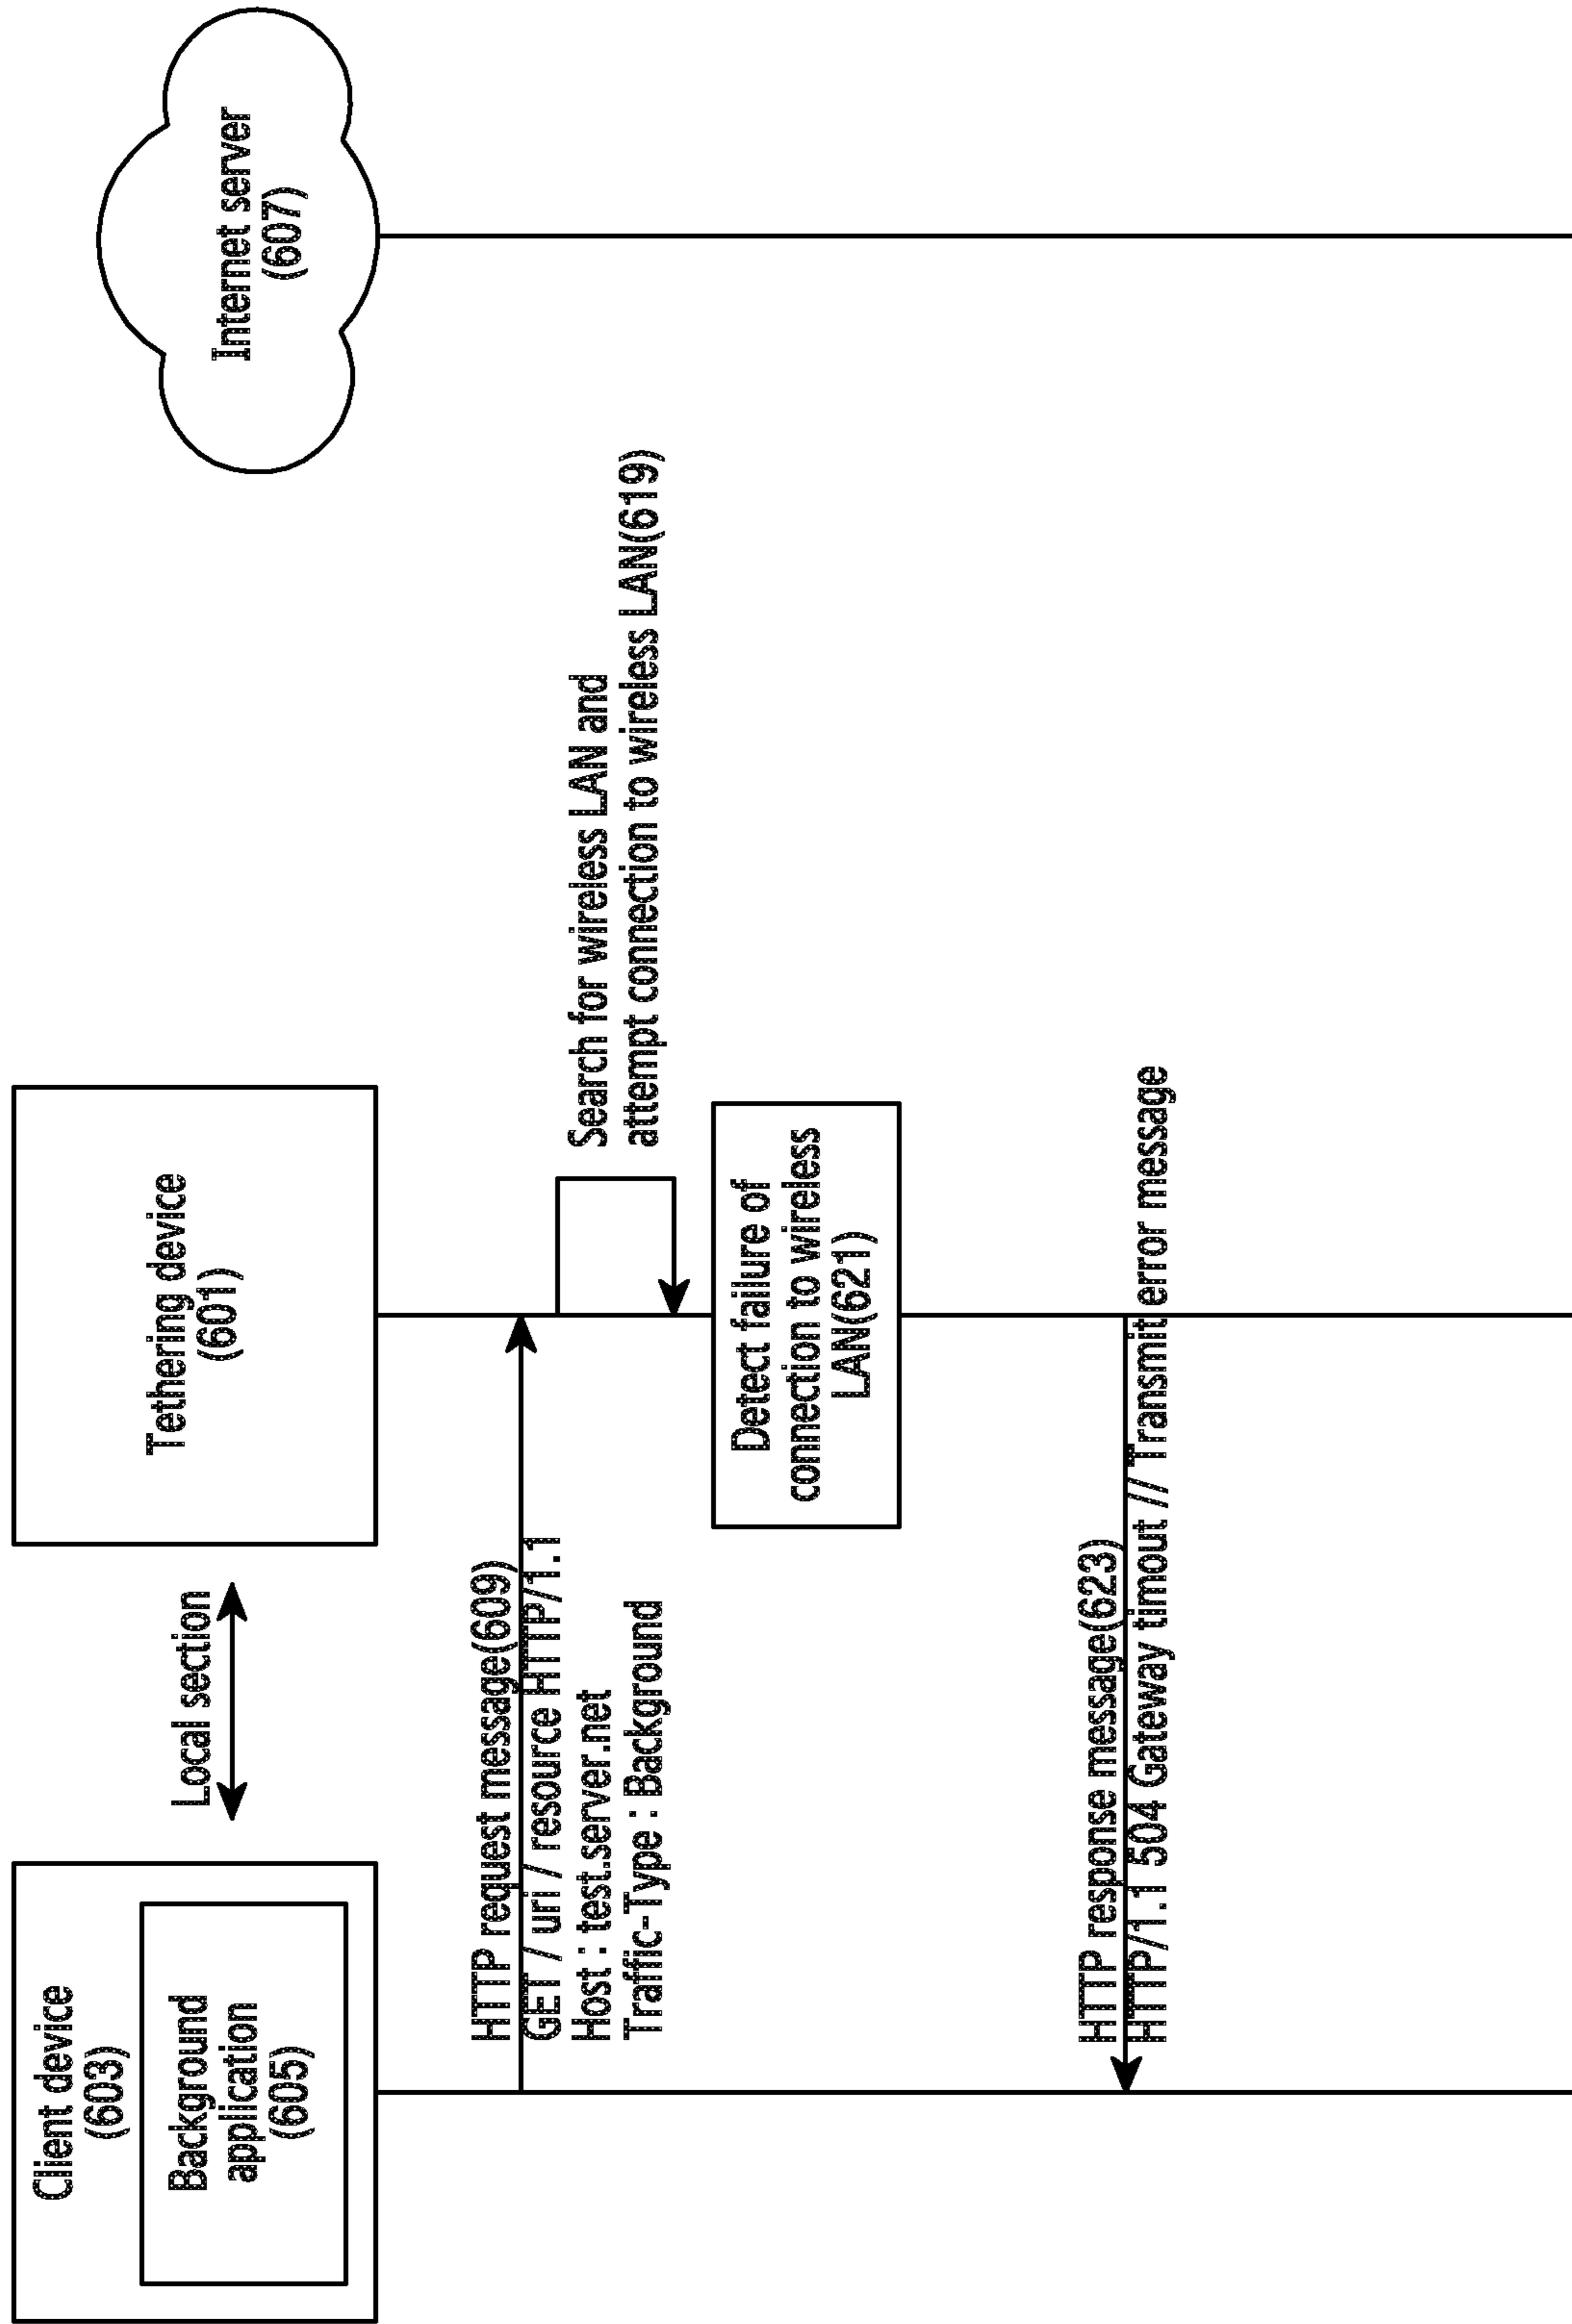 Client device
(603)
Background
application
(605)
Local section
Tethering device
(601)
Internet server
(607)
HTTP request message(609)
GET / uri / resource HTTP/1.1
Host : test.server.net
Traffic-Type : Background
Search for wireless LAN and
attempt connection to wireless LAN(619)
Detect failure of
connection to wireless
LAN(621)
HTTP response message(623)
HTTP/1.1 504 Gateway timout // Transmit error message